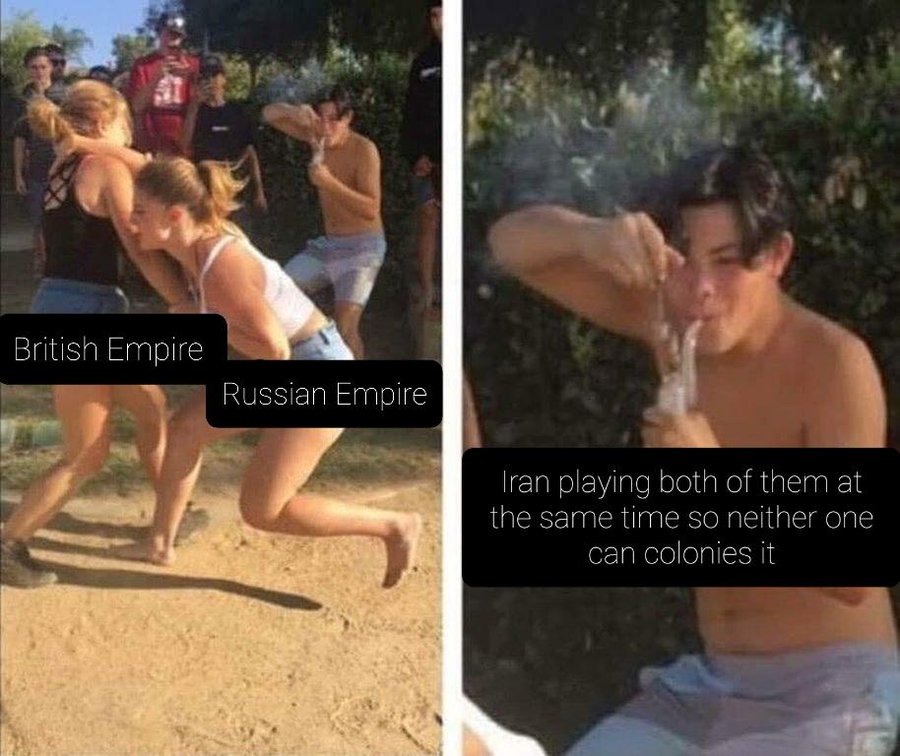 British Empire
Russian Empire
Iran playing both of them at
the same time so neither one
can colonies it